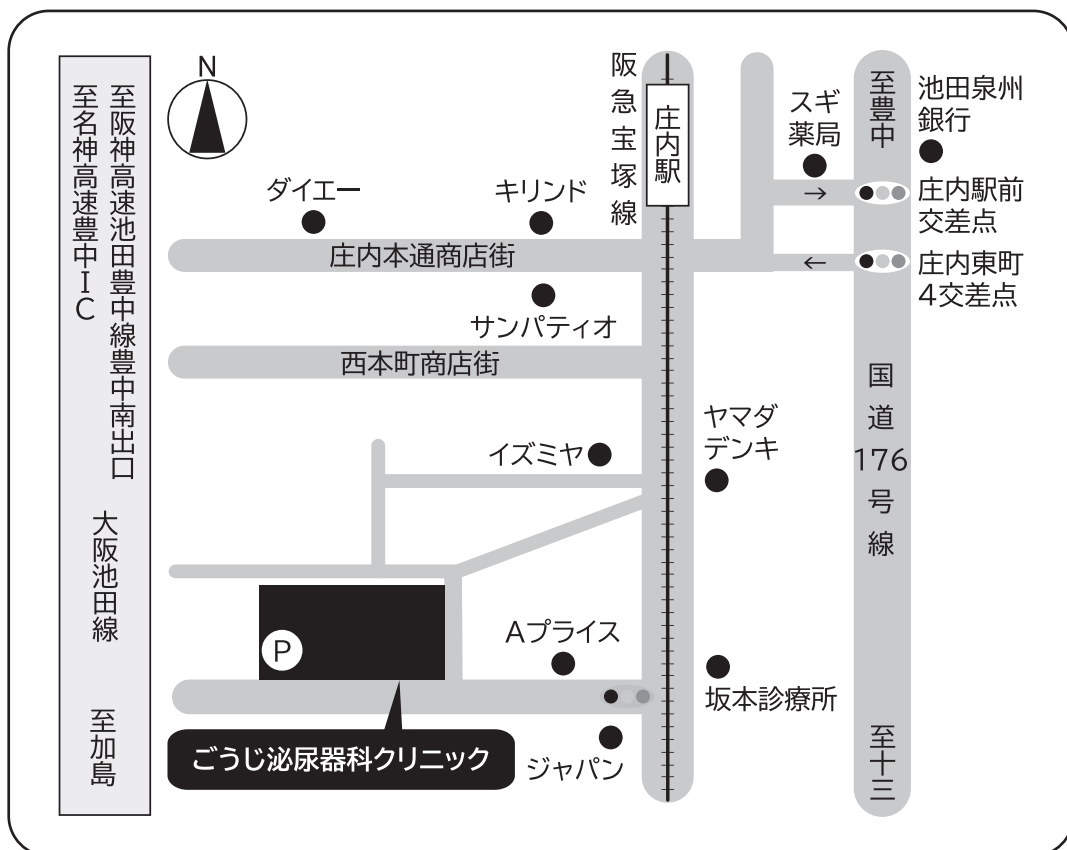 至阪神高速池田豊中線豊中南出口
至名神高速豊中IC
大阪池田線
至加島
N
ダイエー
キリンド
阪急宝塚線
庄内駅
スギ
薬局
至豊中
池田泉州
銀行
庄内駅前
交差点
→
←
庄内東町
4交差点
庄内本通商店街
サンパティオ
西本町商店街
国道176号線
ヤマダ
デンキ
イズミヤ
P
Aプライス
坂本診療所
ごうじ泌尿器科クリニック
ジャパン
至十三